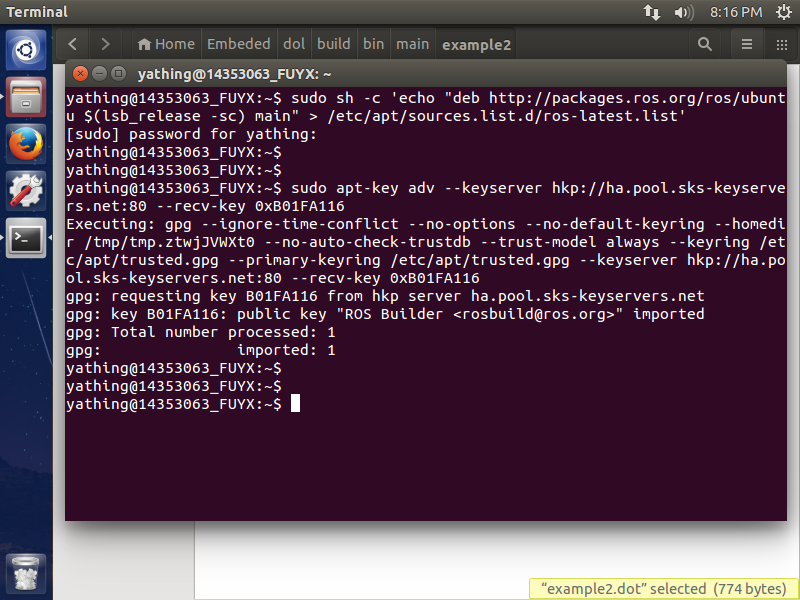 Terminal
8:16 PM
Home
Embeded
dol
build
bin
main
example2
yathing@14353063_FUYX: ~
yathing@14353063_FUYX:~$ sudo sh -c 'echo "deb http://packages.ros.org/ros/ubunt
u $(lsb_release -sc) main" > /etc/apt/sources.list.d/ros-latest.list'
[sudo] password for yathing:
yathing@14353063_FUYX:~$
yathing@14353063_FUYX:~$
yathing@14353063_FUYX:~$ sudo apt-key adv --keyserver hkp://ha.pool.sks-keyserve
rs.net:80 --recv-key 0xB01FA116
Executing: gpg --ignore-time-conflict --no-options --no-default-keyring --homedi
r /tmp/tmp.ztwjJVWXt0 --no-auto-check-trustdb --trust-model always --keyring /et
c/apt/trusted.gpg --primary-keyring /etc/apt/trusted.gpg --keyserver hkp://ha.po
ol.sks-keyservers.net:80 --recv-key 0xB01FA116
gpg: requesting key B01FA116 from hkp server ha.pool.sks-keyservers.net
gpg: key B01FA116: public key "ROS Builder <rosbuild@ros.org>" imported
gpg: Total number processed: 1
gpg:               imported: 1
yathing@14353063_FUYX:~$
yathing@14353063_FUYX:~$
yathing@14353063_FUYX:~$
“example2.dot” selected (774 bytes)